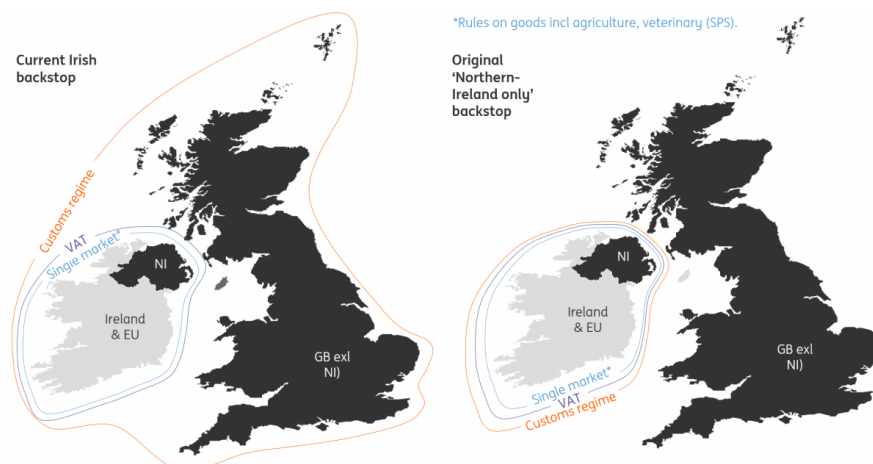 Current Irish
backstop
Customs regime
VAT
Single market*
NI
Ireland
& EU
GB exl
NI)
*Rules on goods incl agriculture, veterinary (SPS).
Original
‘Northern-
Ireland only’
backstop
NI
Ireland
& EU
GB exl
NI)
Single market*
VAT
Customs regime